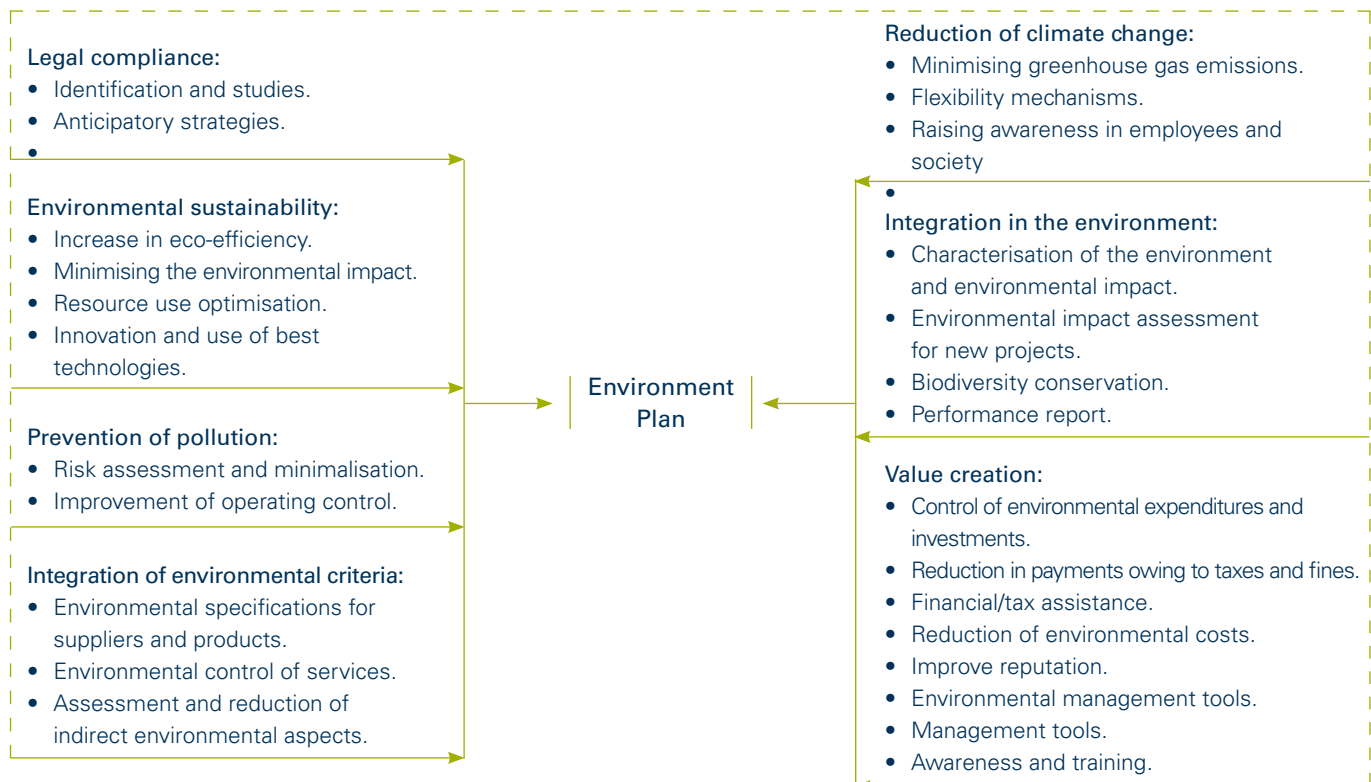 Legal compliance:
• Identification and studies.
• Anticipatory strategies.
•
Environmental sustainability:
• Increase in eco-efficiency.
• Minimising the environmental impact.
• Resource use optimisation.
• Innovation and use of best
technologies.
Prevention of pollution:
• Risk assessment and minimalisation.
• Improvement of operating control.
Integration of environmental criteria:
• Environmental specifications for
suppliers and products.
• Environmental control of services.
• Assessment and reduction of
indirect environmental aspects.
Environment
Plan
Reduction of climate change:
• Minimising greenhouse gas emissions.
• Flexibility mechanisms.
• Raising awareness in employees and
society
•
Integration in the environment:
• Characterisation of the environment
and environmental impact.
• Environmental impact assessment
for new projects.
• Biodiversity conservation.
• Performance report.
Value creation:
• Control of environmental expenditures and
investments.
• Reduction in payments owing to taxes and fines.
• Financial/tax assistance.
• Reduction of environmental costs.
• Improve reputation.
• Environmental management tools.
• Management tools.
• Awareness and training.